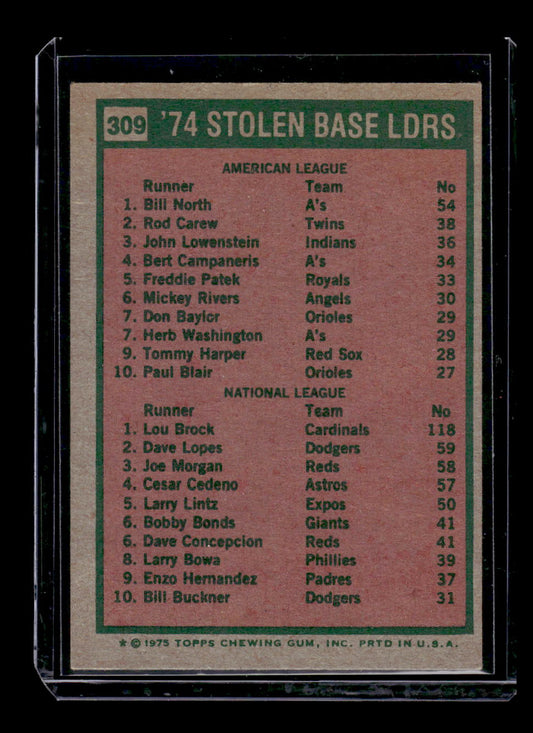 309 '74 STOLEN BASE LDRS.
AMERICAN LEAGUE
Runner Team No
1. Bill North A's 54
2. Rod Carew Twins 38
3. John Lowenstein Indians 36
4. Bert Campaneris A's 34
5. Freddie Patek Royals 33
6. Mickey Rivers Angels 30
7. Don Baylor Orioles 29
7. Herb Washington A's 29
9. Tommy Harper Red Sox 28
10. Paul Blair Orioles 27
NATIONAL LEAGUE
Runner Team No
1. Lou Brock Cardinals 118
2. Dave Lopes Dodgers 59
3. Joe Morgan Reds 58
4. Cesar Cedeno Astros 57
5. Larry Lintz Expos 50
6. Bobby Bonds Giants 41
6. Dave Concepcion Reds 41
8. Larry Bowa Phillies 39
9. Enzo Hernandez Padres 37
10. Bill Buckner Dodgers 31
* © 1975 TOPPS CHEWING GUM, INC. PRTD IN U.S.A.